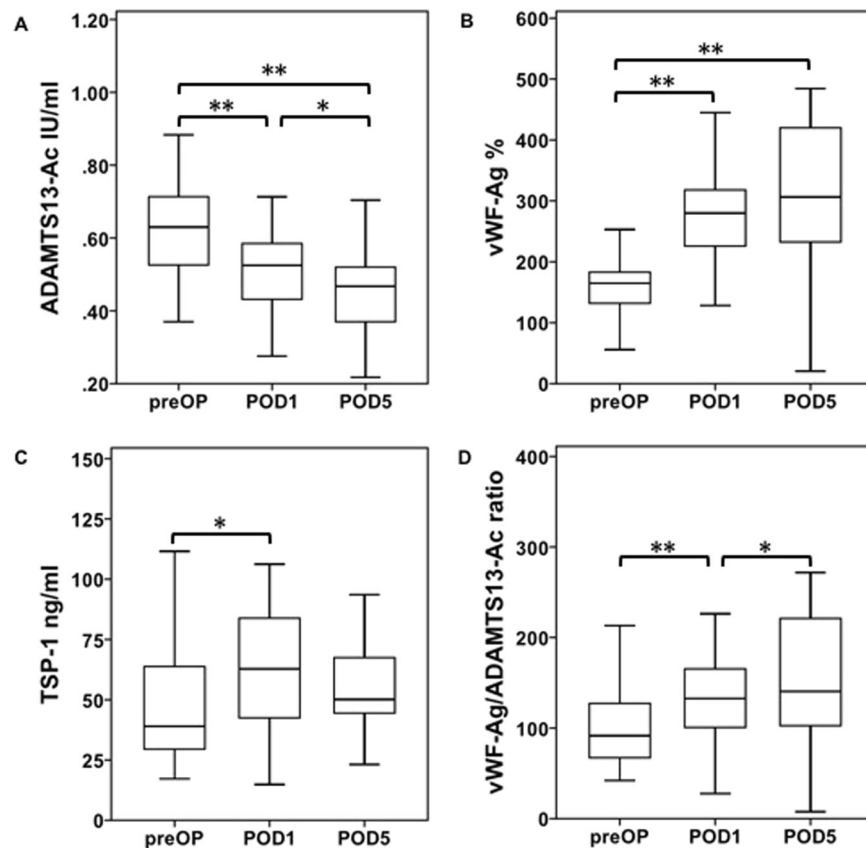 A
ADAMTS13-Ac IU/ml
1.20
1.00
.80
.60
.40
.20
**
**
*
preOP POD1 POD5
B
vWF-Ag %
600
500
400
300
200
100
0
**
**
preOP POD1 POD5
C
TSP-1 ng/ml
150
125
100
75
50
25
0
*
preOP POD1 POD5
D
vWF-Ag/ADAMTS13-Ac ratio
400
300
200
100
0
**
*
preOP POD1 POD5